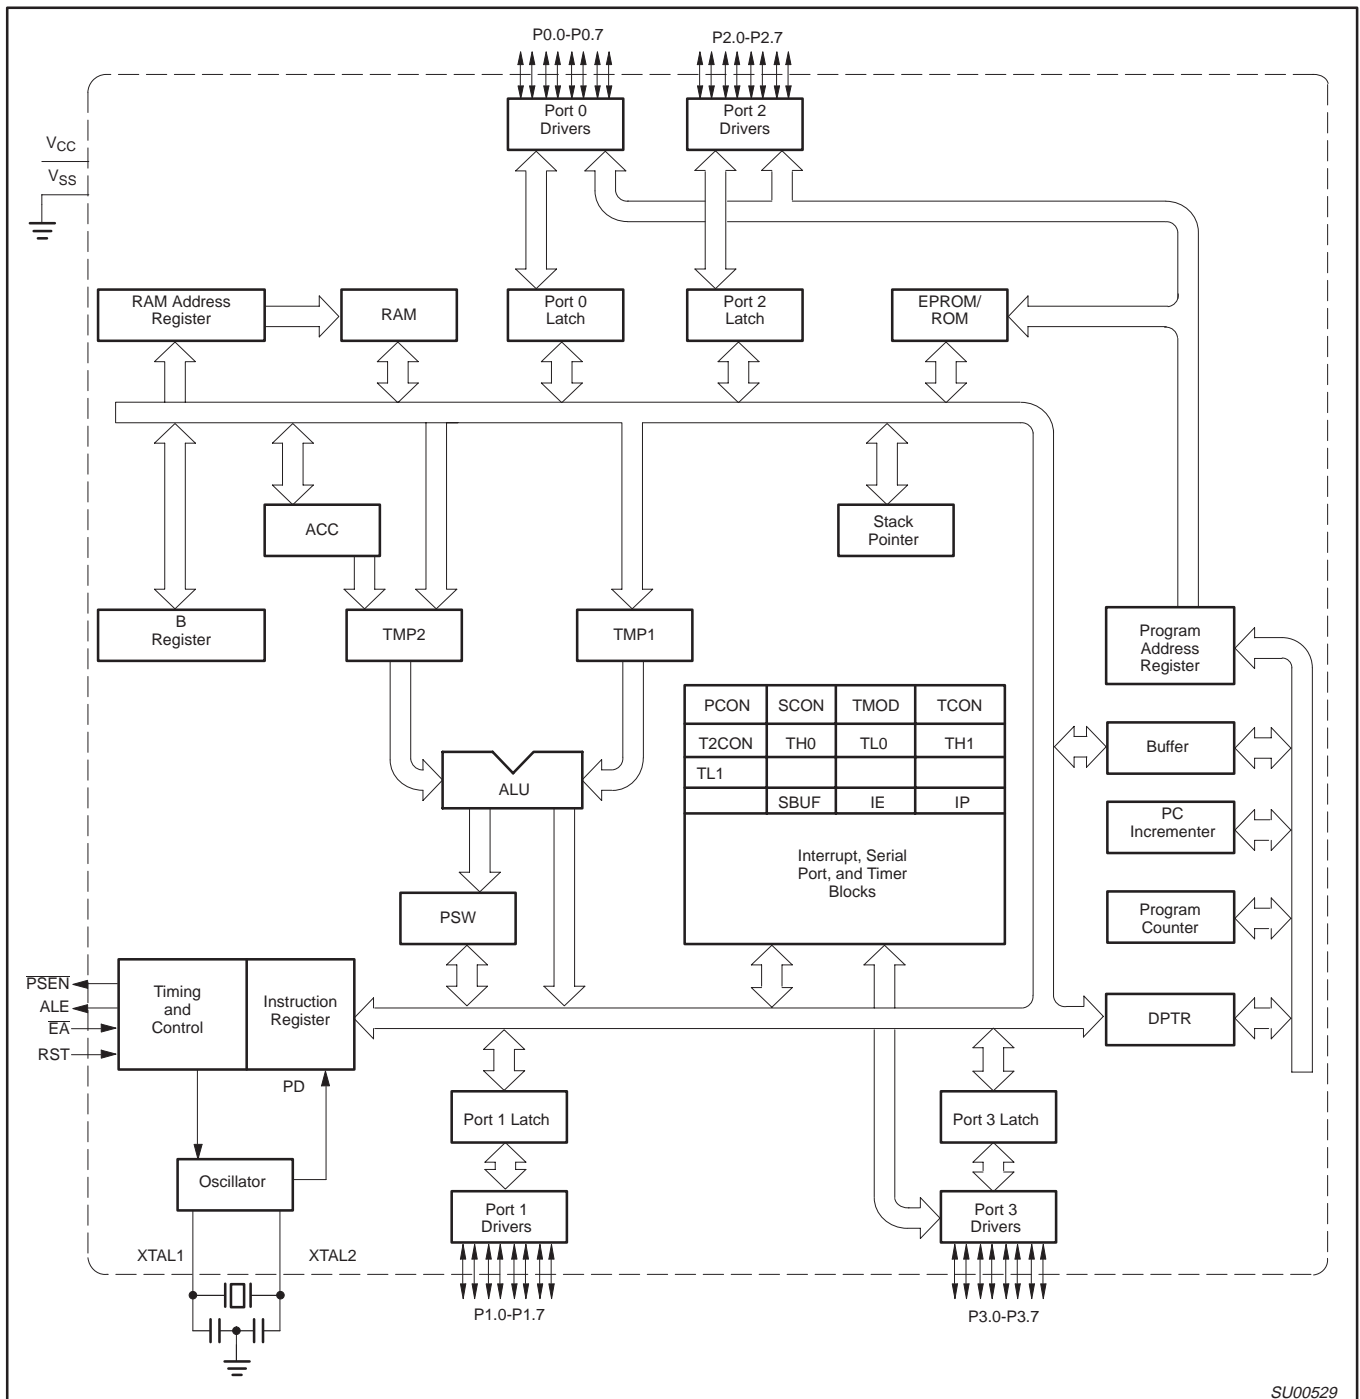 P0.0-P0.7
P2.0-P2.7
Port 0
Drivers
Port 2
Drivers
VCC
VSS
RAM Address
Register
RAM
Port 0
Latch
Port 2
Latch
EPROM/
ROM
ACC
Stack
Pointer
B
Register
TMP2
TMP1
Program
Address
Register
PCON SCON TMOD TCON
T2CON TH0 TL0 TH1
TL1
SBUF IE IP
Interrupt, Serial
Port, and Timer
Blocks
Buffer
ALU
PC
Incrementer
PSW
Program
Counter
PSEN
ALE
EA
RST
Timing
and
Control
Instruction
Register
DPTR
PD
Port 1 Latch
Port 3 Latch
Oscillator
Port 1
Drivers
Port 3
Drivers
XTAL1
XTAL2
P1.0-P1.7
P3.0-P3.7
SU00529